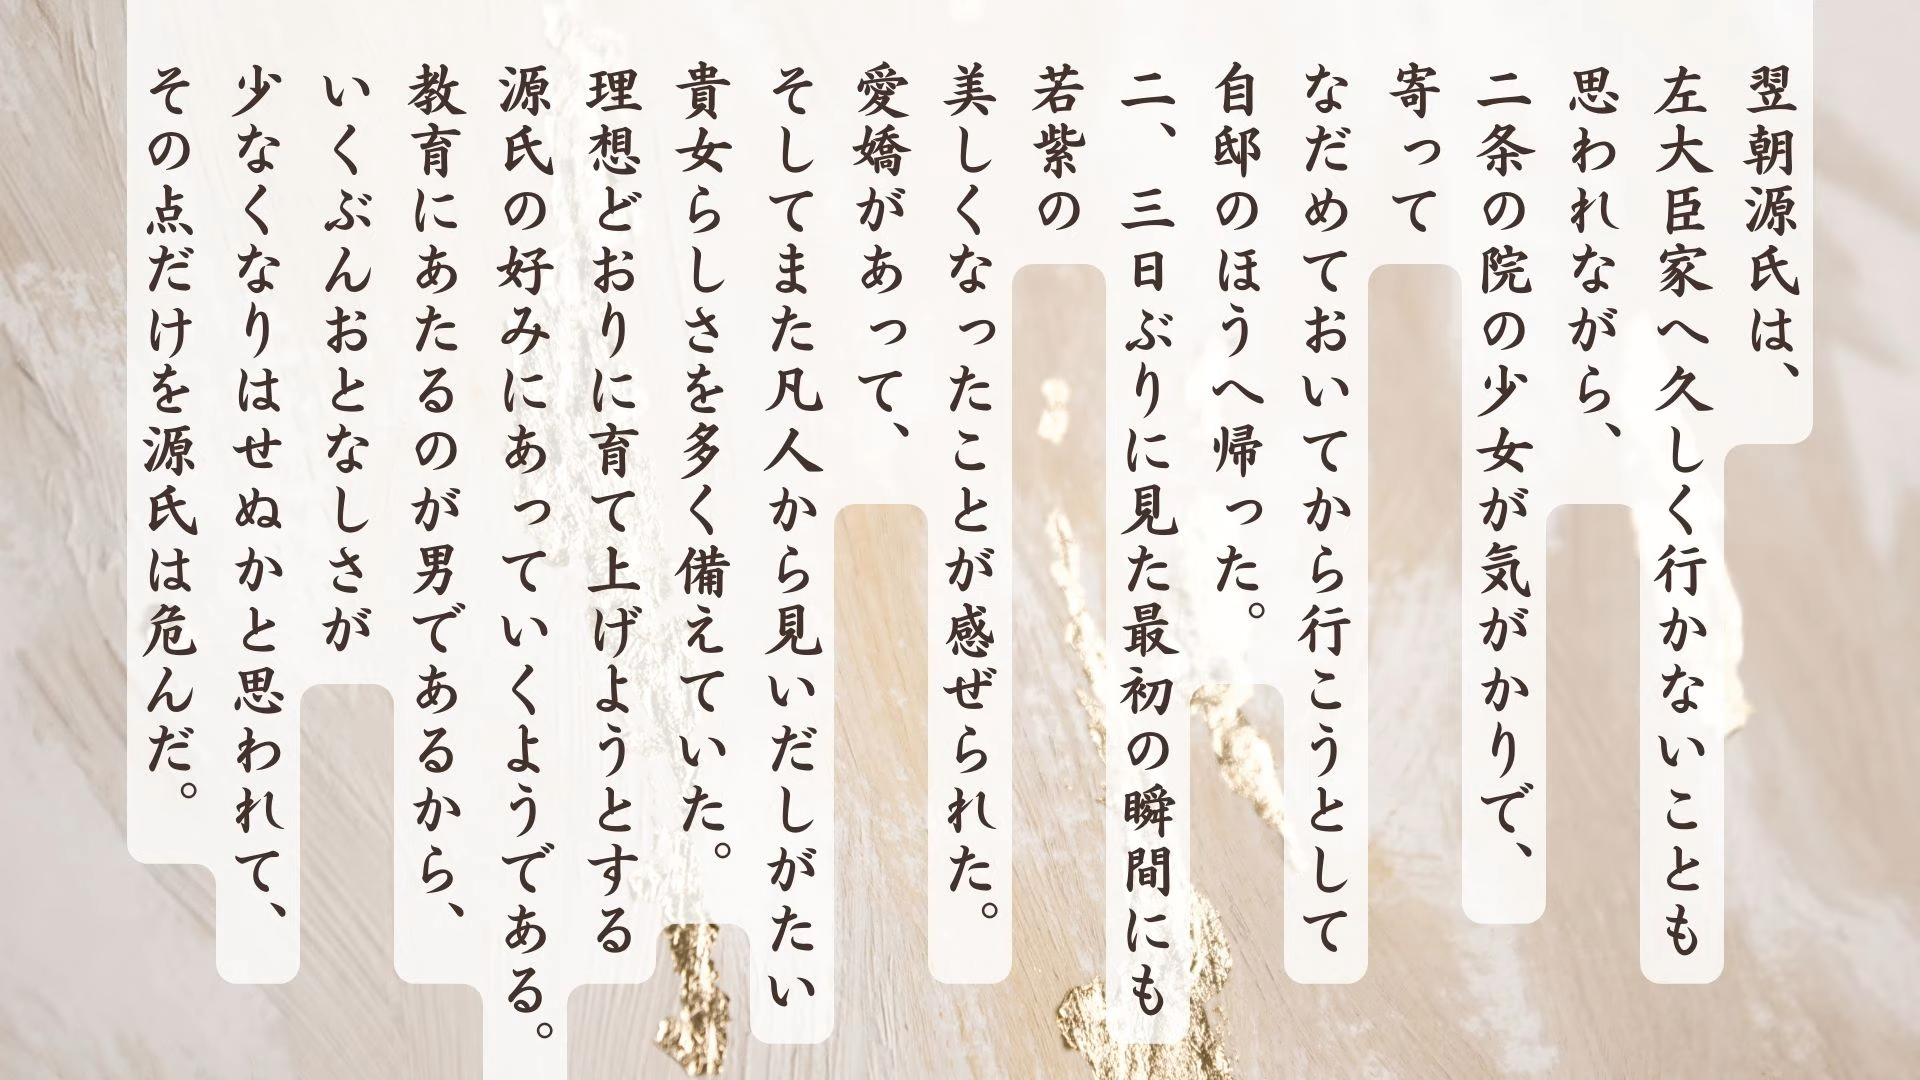 翌朝源氏は、
左大臣家へ久しく行かないことも
思われながら、
二条の院の少女が気がかりで、
寄って
なだめておいてから行こうとして
自邸のほうへ帰った。
二、三日ぶりに見た最初の瞬間にも
若紫の
美しくなったことが感ぜられた。
愛嬌があって、
そしてまた凡人から見いだしがたい
貴女らしさを多く備えていた。
理想どおりに育て上げようとする
源氏の好みにあっていくようである。
教育にあたるのが男であるから、
いくぶんおとなしさが
少なくなりはせぬかと思われて、
その点だけを源氏は危んだ。